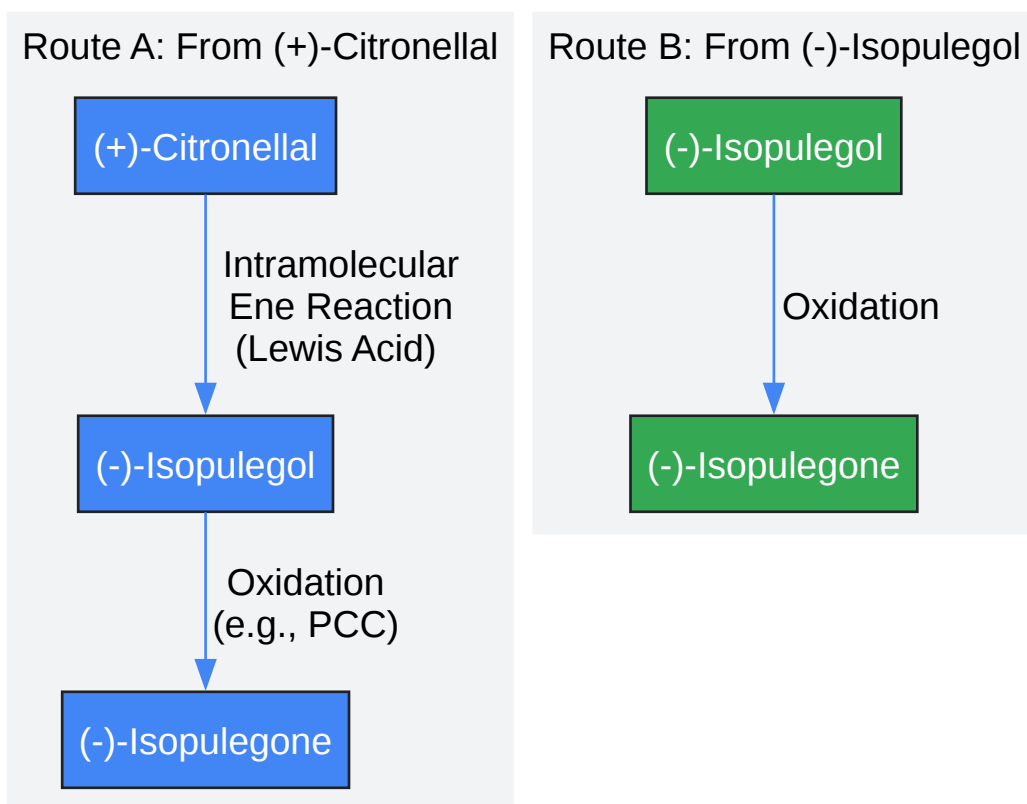 Route A: From (+)-Citronellal
(+)-Citronellal
Intramolecular
Ene Reaction
(Lewis Acid)
(-)-Isopulegol
Oxidation
(e.g., PCC)
(-)-Isopulegone
Route B: From (-)-Isopulegol
(-)-Isopulegol
Oxidation
(-)-Isopulegone